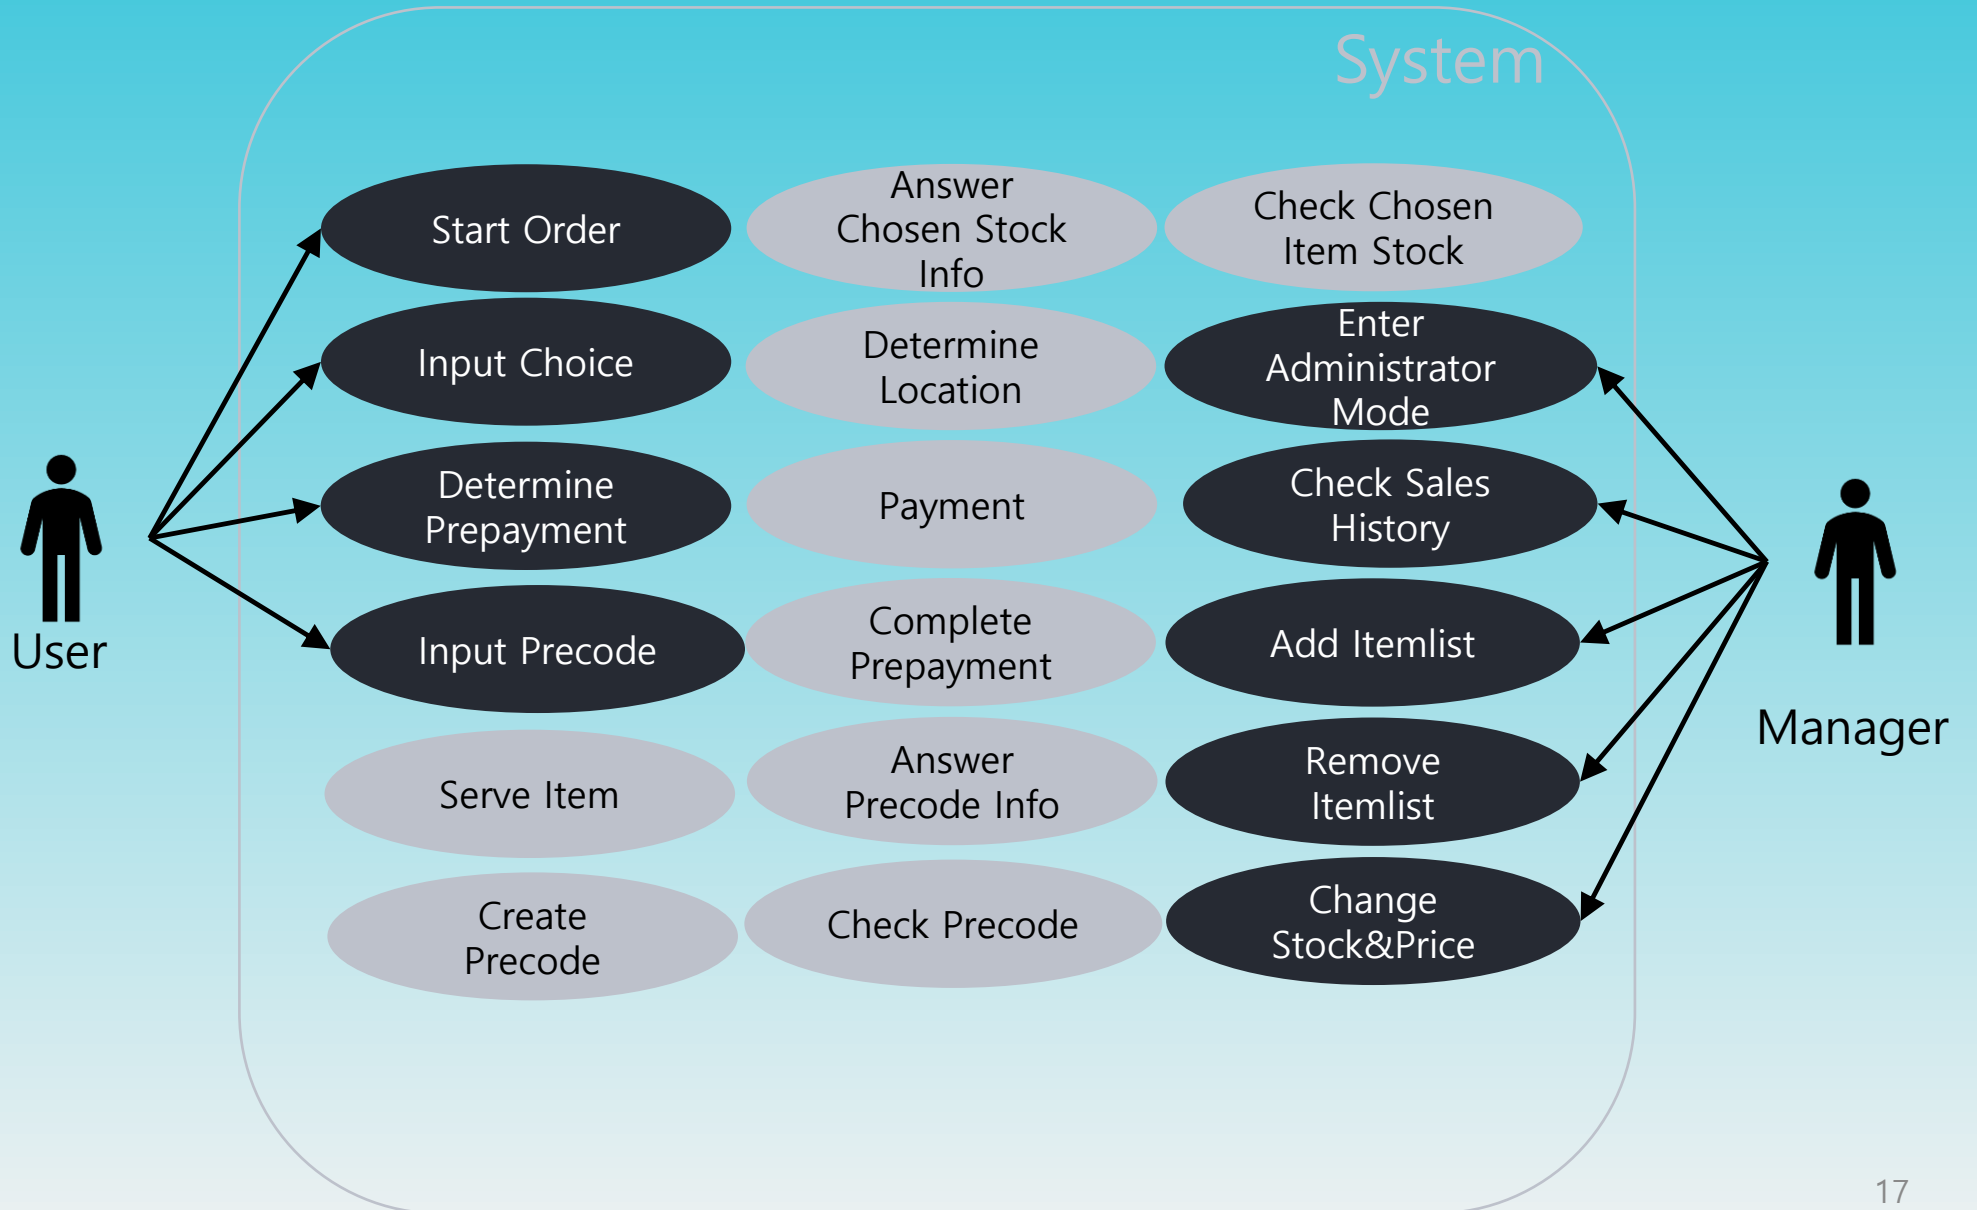 System
Start Order
Answer
Chosen Stock
Info
Check Chosen
Item Stock
Input Choice
Determine
Location
Enter
Administrator
Mode
Determine
Prepayment
Payment
Check Sales
History
User
Input Precode
Complete
Prepayment
Add Itemlist
Manager
Serve Item
Answer
Precode Info
Remove
Itemlist
Create
Precode
Check Precode
Change
Stock&Price
17